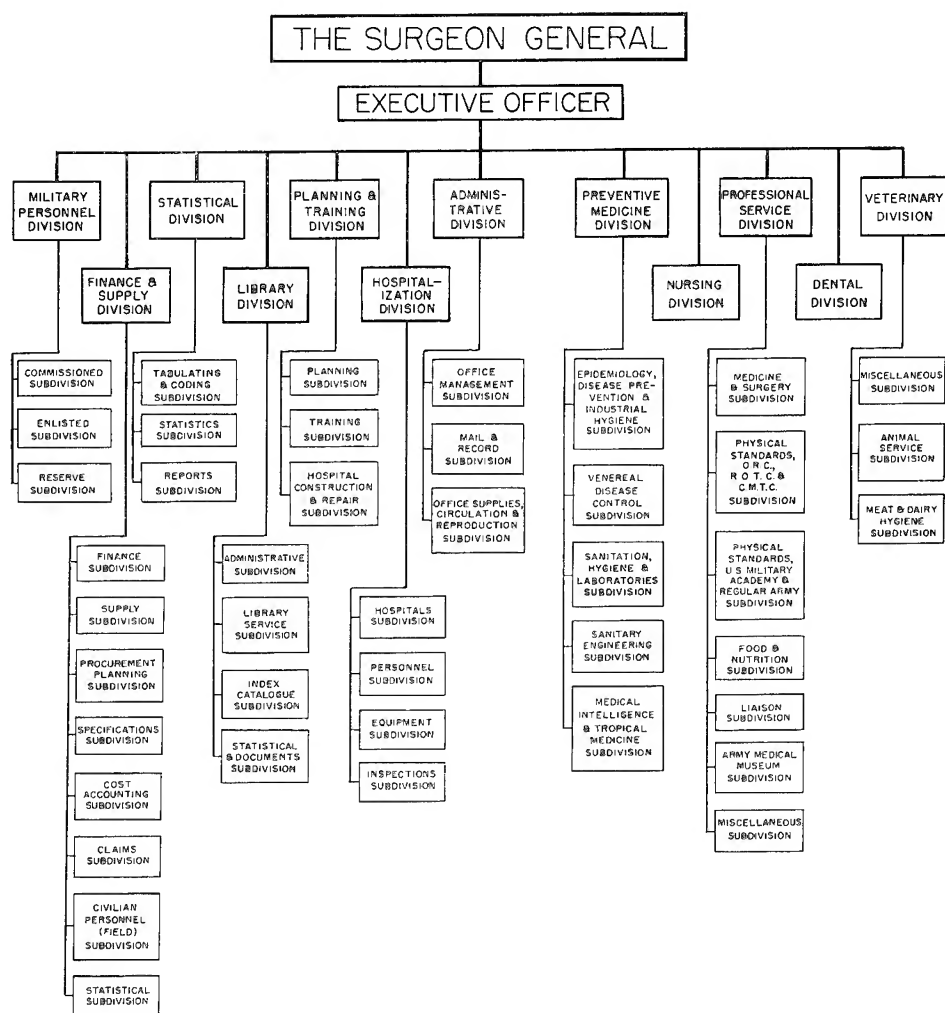 THE SURGEON GENERAL
EXECUTIVE OFFICER
MILITARY
PERSONNEL
DIVISION
STATISTICAL
DIVISION
PLANNING &
TRAINING
DIVISION
ADMINIS-
TRATIVE
DIVISION
PREVENTIVE
MEDICINE
DIVISION
PROFESSIONAL
SERVICE
DIVISION
VETERINARY
DIVISION
FINANCE &
SUPPLY
DIVISION
LIBRARY
DIVISION
HOSPITAL-
IZATION
DIVISION
NURSING
DIVISION
DENTAL
DIVISION
COMMISSIONED
SUBDIVISION
ENLISTED
SUBDIVISION
RESERVE
SUBDIVISION
TABULATING
& CODING
SUBDIVISION
STATISTICS
SUBDIVISION
REPORTS
SUBDIVISION
PLANNING
SUBDIVISION
TRAINING
SUBDIVISION
HOSPITAL
CONSTRUCTION
& REPAIR
SUBDIVISION
OFFICE
MANAGEMENT
SUBDIVISION
MAIL &
RECORD
SUBDIVISION
OFFICE SUPPLIES,
CIRCULATION &
REPRODUCTION
SUBDIVISION
EPIDEMIOLOGY,
DISEASE PRE-
VENTION &
INDUSTRIAL
HYGIENE
SUBDIVISION
VENEREAL
DISEASE
CONTROL
SUBDIVISION
SANITATION,
HYGIENE &
LABORATORIES
SUBDIVISION
SANITARY
ENGINEERING
SUBDIVISION
MEDICAL
INTELLIGENCE
& TROPICAL
MEDICINE
SUBDIVISION
MEDICINE
& SURGERY
SUBDIVISION
PHYSICAL
STANDARDS,
O.R.C.,
R.O.T.C. &
C.M.T.C.
SUBDIVISION
PHYSICAL
STANDARDS,
U.S MILITARY
ACADEMY &
REGULAR ARMY
SUBDIVISION
FOOD &
NUTRITION
SUBDIVISION
LIAISON
SUBDIVISION
ARMY MEDICAL
MUSEUM
SUBDIVISION
MISCELLANEOUS
SUBDIVISION
MISCELLANEOUS
SUBDIVISION
ANIMAL
SERVICE
SUBDIVISION
MEAT & DAIRY
HYGIENE
SUBDIVISION
FINANCE
SUBDIVISION
SUPPLY
SUBDIVISION
PROCUREMENT
PLANNING
SUBDIVISION
SPECIFICATIONS
SUBDIVISION
COST
ACCOUNTING
SUBDIVISION
CLAIMS
SUBDIVISION
CIVILIAN
PERSONNEL
(FIELD)
SUBDIVISION
STATISTICAL
SUBDIVISION
ADMINISTRATIVE
SUBDIVISION
LIBRARY
SERVICE
SUBDIVISION
INDEX
CATALOGUE
SUBDIVISION
STATISTICAL
& DOCUMENTS
SUBDIVISION
HOSPITALS
SUBDIVISION
PERSONNEL
SUBDIVISION
EQUIPMENT
SUBDIVISION
INSPECTIONS
SUBDIVISION